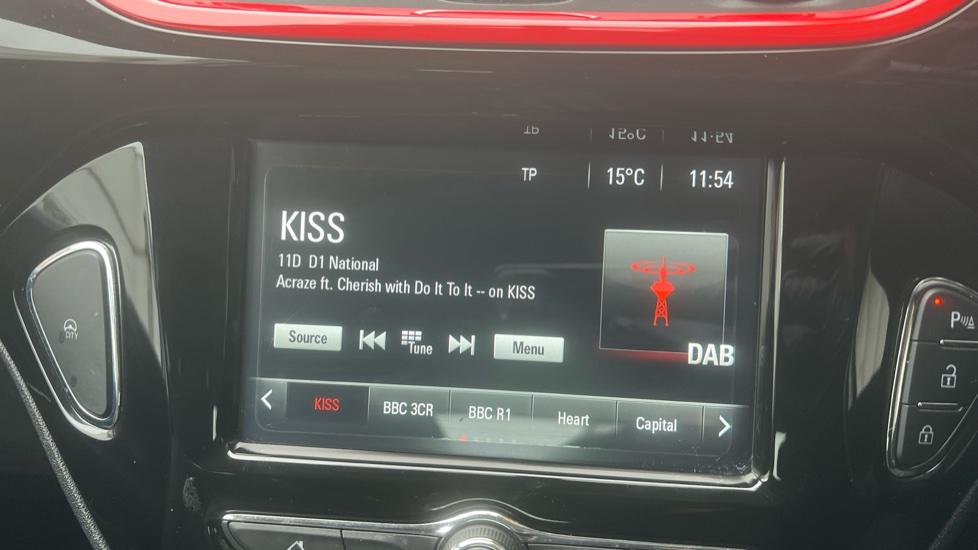 TP 15°C 11:54
KISS
11D D1 National
Acraze ft. Cherish with Do It To It -- on KISS
Source Tune Menu
DAB
KISS BBC 3CR BBC R1 Heart Capital
CITY
P